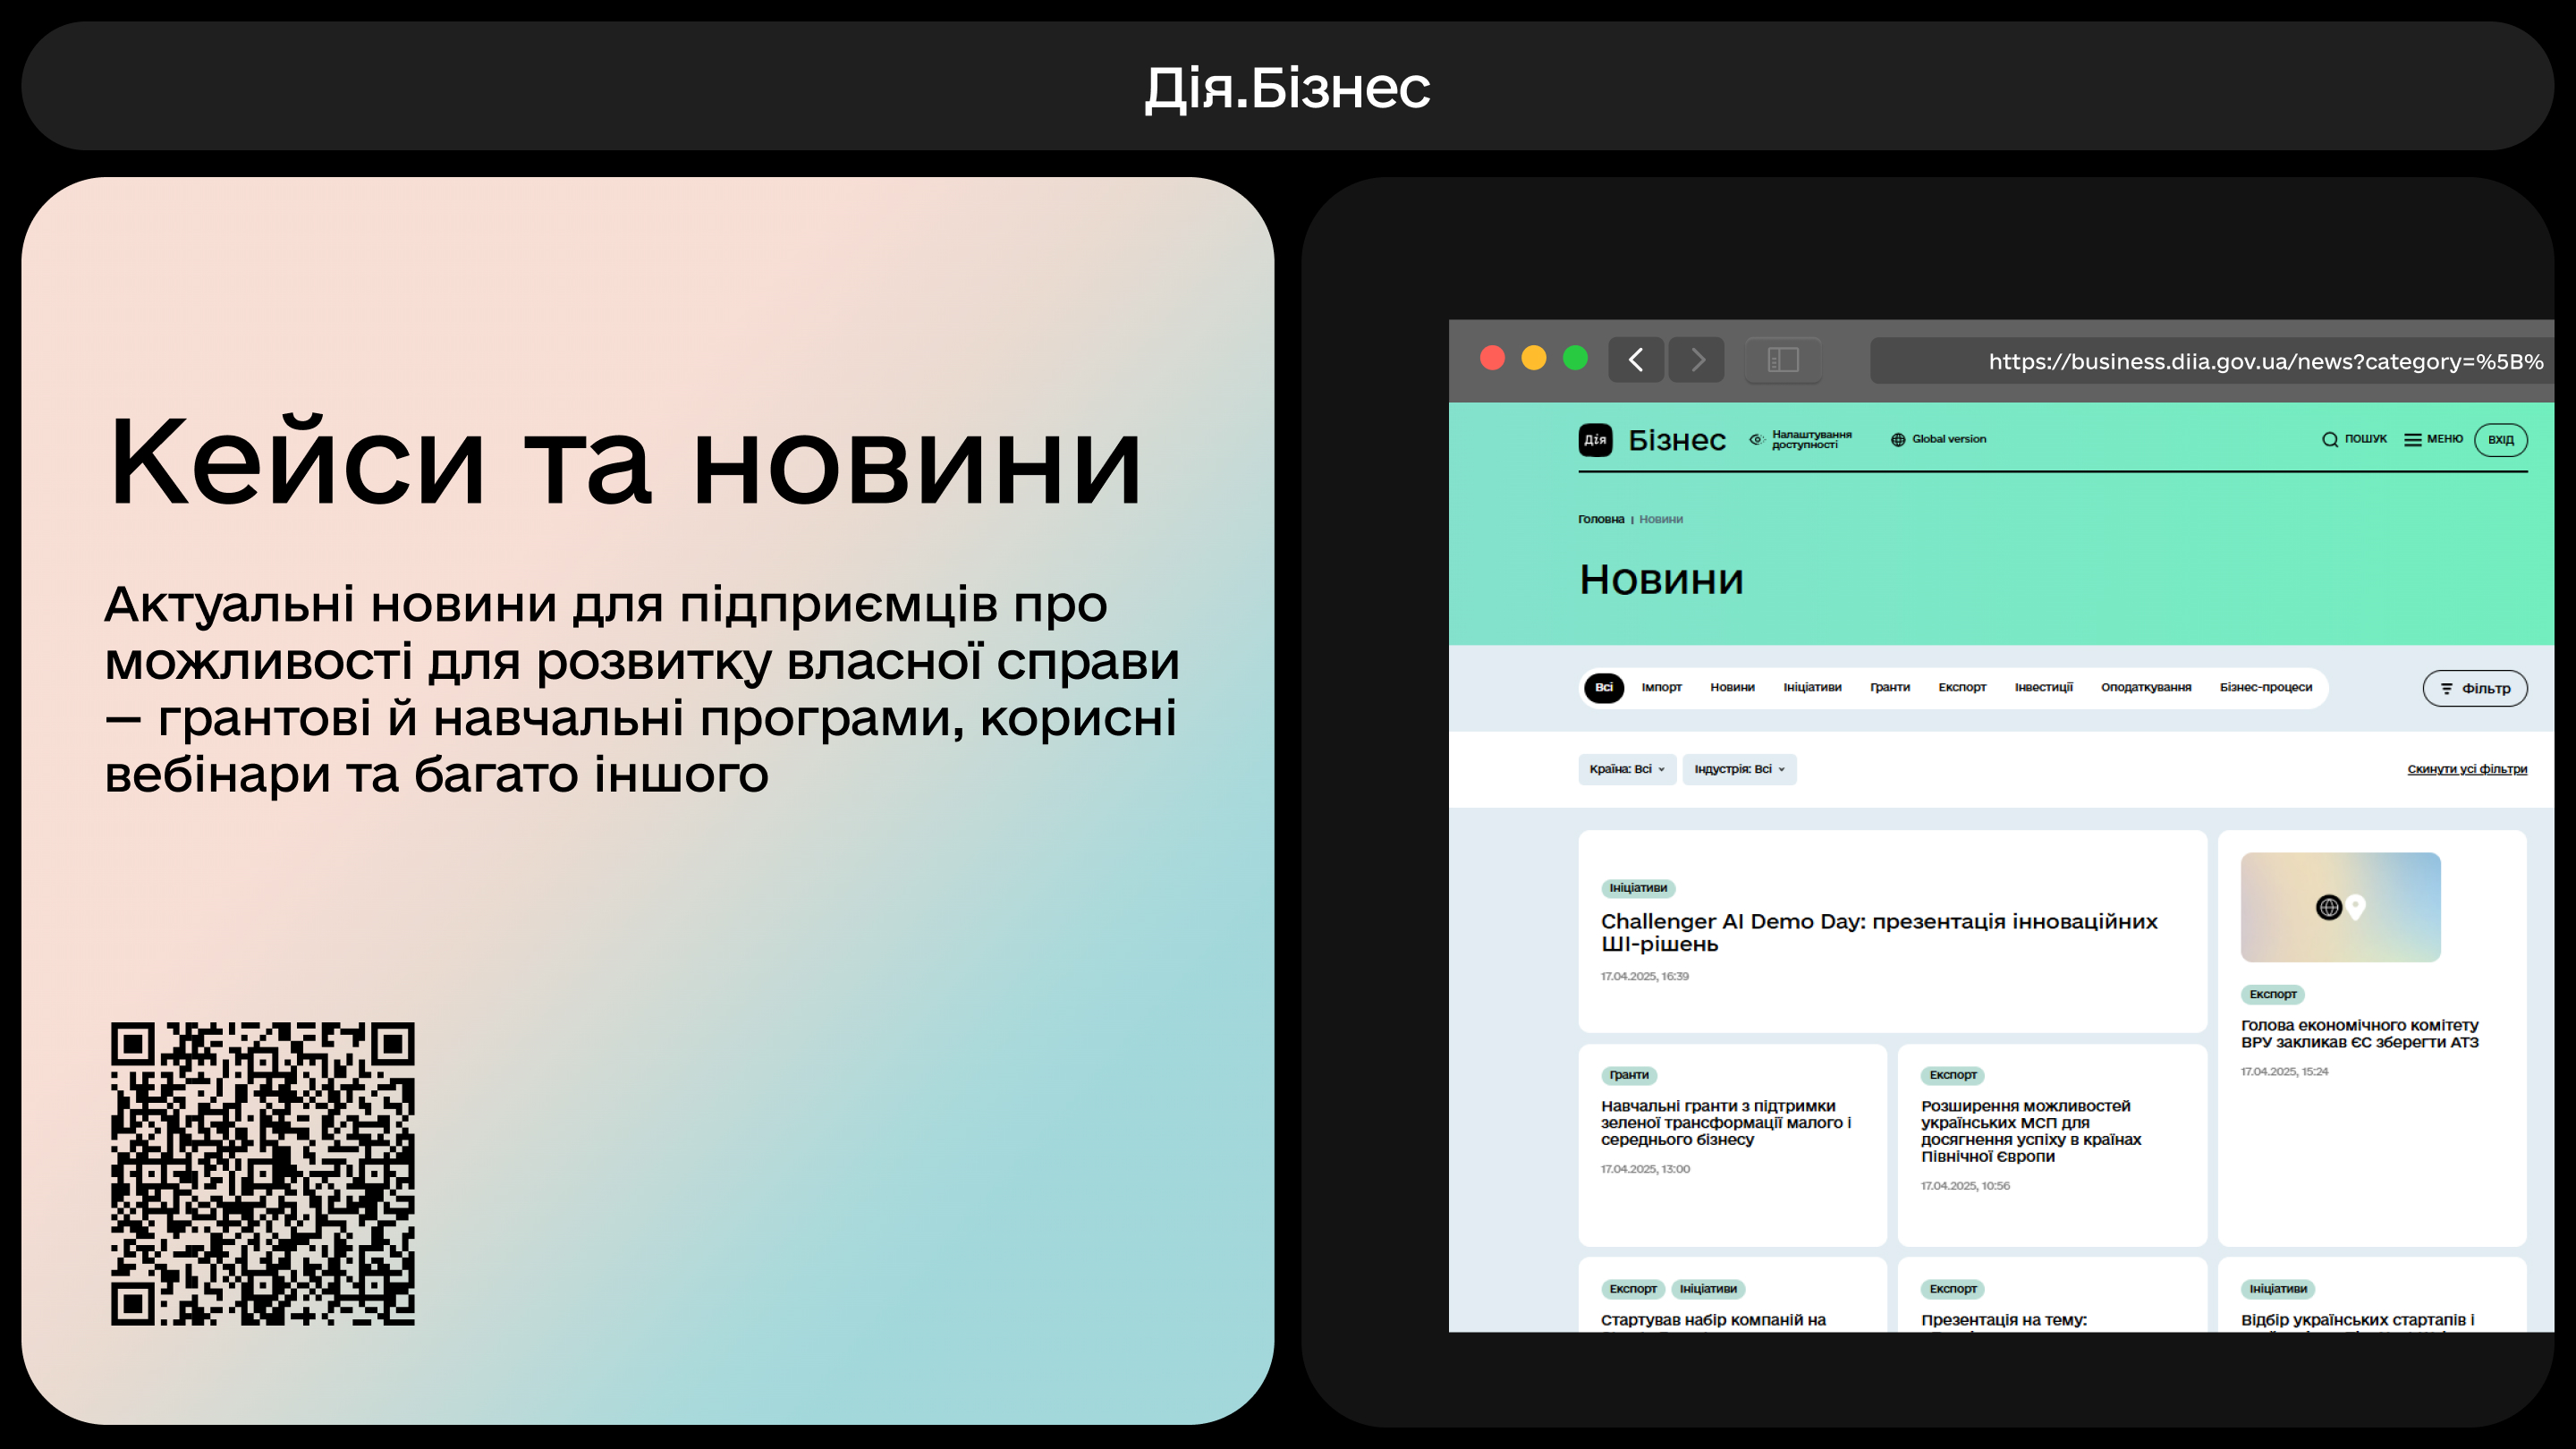 Дія.Бізнес
Кейси та новини
Актуальні новини для підприємців про
можливості для розвитку власної справи
— грантові й навчальні програми, корисні
вебінари та багато іншого
https://business.diia.gov.ua/news?category=%5B%
Дія
Бізнес
Налаштування
доступності
Global version
ПОШУК
МЕНЮ
ВХІД
Головна | Новини
Новини
Всі Імпорт Новини Ініціативи Гранти Експорт Інвестиції Оподаткування Бізнес-процеси
Фільтр
Країна: Всі
Індустрія: Всі
Скинути усі фільтри
Ініціативи
Challenger AI Demo Day: презентація інноваційних
ШІ-рішень
17.04.2025, 16:39
Експорт
Голова економічного комітету
ВРУ закликав ЄС зберегти АТЗ
17.04.2025, 15:24
Гранти
Навчальні гранти з підтримки
зеленої трансформації малого і
середнього бізнесу
17.04.2025, 13:00
Експорт
Розширення можливостей
українських МСП для
досягнення успіху в країнах
Північної Європи
17.04.2025, 10:56
Експорт Ініціативи
Стартував набір компаній на
Експорт
Презентація на тему:
Ініціативи
Відбір українських стартапів і